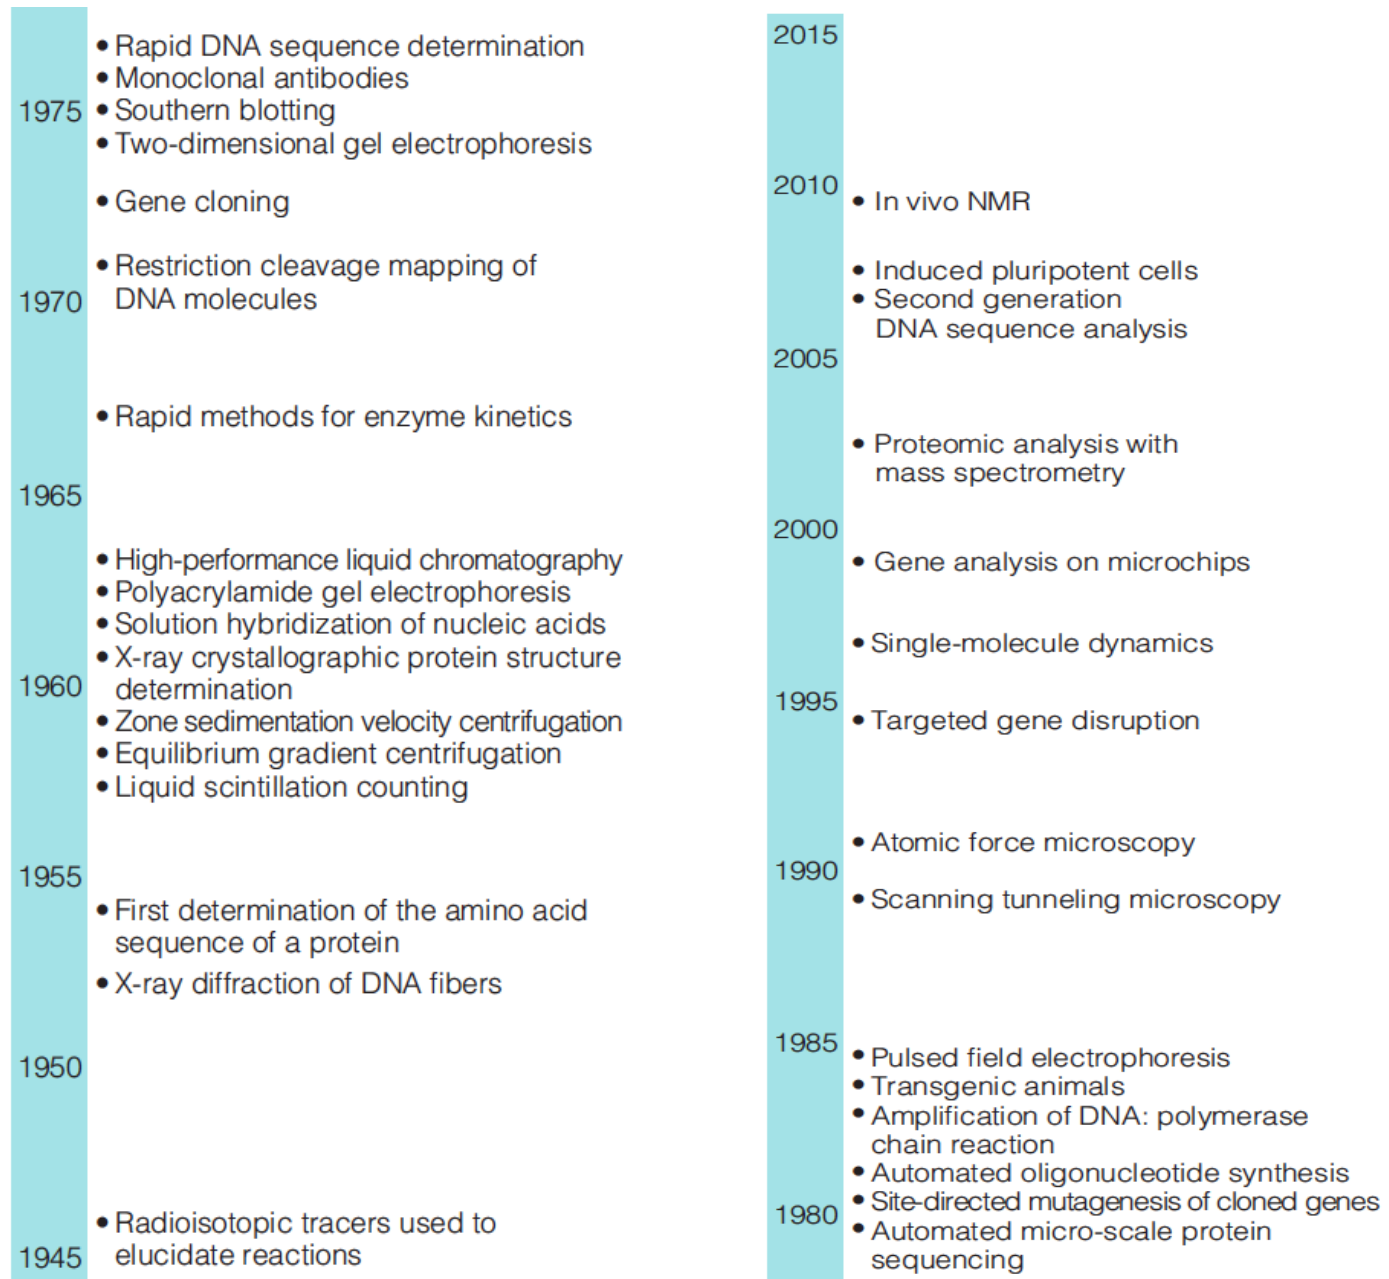 • Rapid DNA sequence determination
• Monoclonal antibodies
1975 • Southern blotting
• Two-dimensional gel electrophoresis
• Gene cloning
• Restriction cleavage mapping of
1970 DNA molecules
• Rapid methods for enzyme kinetics
1965
• High-performance liquid chromatography
• Polyacrylamide gel electrophoresis
• Solution hybridization of nucleic acids
• X-ray crystallographic protein structure
1960 determination
• Zone sedimentation velocity centrifugation
• Equilibrium gradient centrifugation
• Liquid scintillation counting
1955
• First determination of the amino acid
sequence of a protein
• X-ray diffraction of DNA fibers
1950
• Radioisotopic tracers used to
1945 elucidate reactions
2015
2010
• In vivo NMR
• Induced pluripotent cells
• Second generation
DNA sequence analysis
2005
• Proteomic analysis with
mass spectrometry
2000
• Gene analysis on microchips
• Single-molecule dynamics
1995
• Targeted gene disruption
• Atomic force microscopy
1990
• Scanning tunneling microscopy
1985
• Pulsed field electrophoresis
• Transgenic animals
• Amplification of DNA: polymerase
chain reaction
• Automated oligonucleotide synthesis
• Site-directed mutagenesis of cloned genes
1980
• Automated micro-scale protein
sequencing